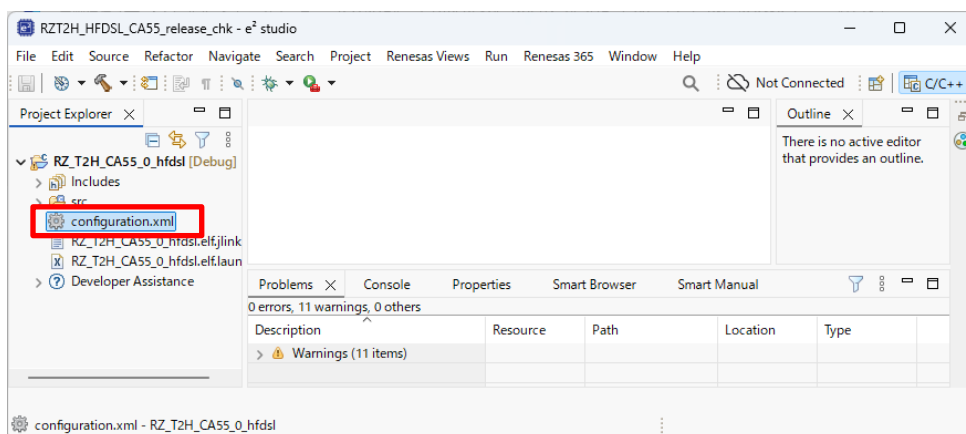 RZT2H_HFDSL_CA55_release_chk - e² studio
File Edit Source Refactor Navigate Search Project Renesas Views Run Renesas 365 Window Help
Not Connected
C/C++
Project Explorer
Outline
There is no active editor that provides an outline.
RZ_T2H_CA55_0_hfdsl [Debug]
Includes
src
configuration.xml
RZ_T2H_CA55_0_hfdsl.elf.jlink
RZ_T2H_CA55_0_hfdsl.elf.laun
Developer Assistance
Problems Console Properties Smart Browser Smart Manual
0 errors, 11 warnings, 0 others
Description Resource Path Location Type
Warnings (11 items)
configuration.xml - RZ_T2H_CA55_0_hfdsl